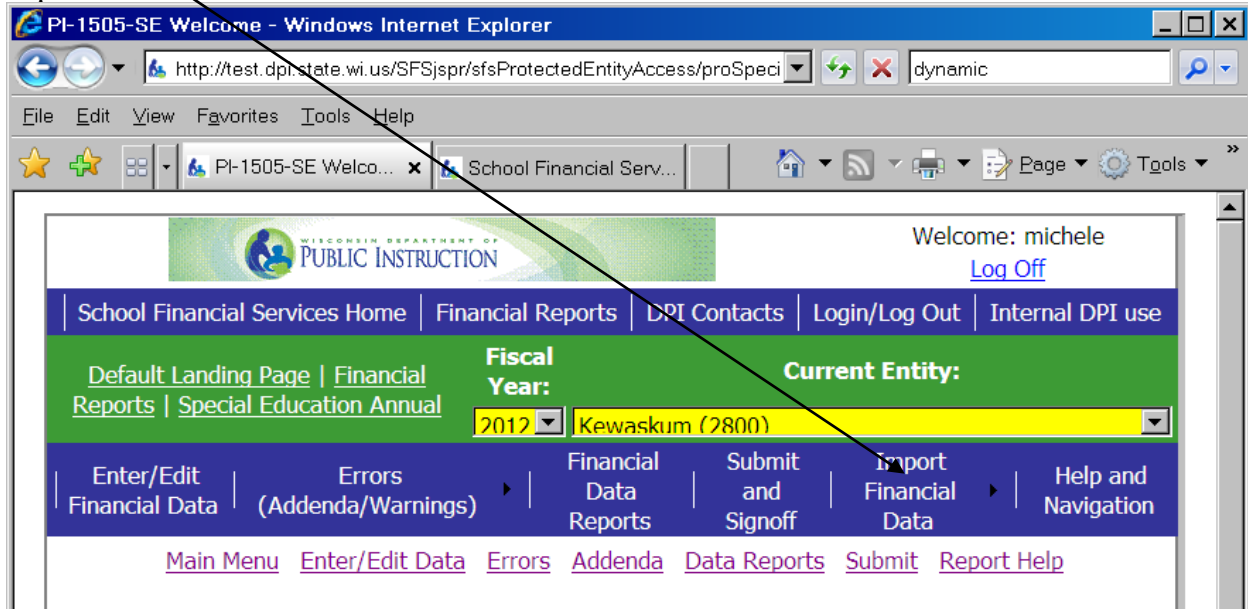 PI-1505-SE Welcome - Windows Internet Explorer
http://test.dpi.state.wi.us/SFSjspr/sfsProtectedEntityAccess/proSpeci dynamic
File Edit View Favorites Tools Help
PI-1505-SE Welco... School Financial Serv... Page Tools »
WISCONSIN DEPARTMENT OF
PUBLIC INSTRUCTION
Welcome: michele
Log Off
School Financial Services Home Financial Reports DPI Contacts Login/Log Out Internal DPI use
Default Landing Page | Financial
Reports | Special Education Annual
Fiscal
Year:
2012
Current Entity:
Kewaskum (2800)
Enter/Edit
Financial Data
Errors
(Addenda/Warnings)
Financial
Data
Reports
Submit
and
Signoff
Import
Financial
Data
Help and
Navigation
Main Menu Enter/Edit Data Errors Addenda Data Reports Submit Report Help